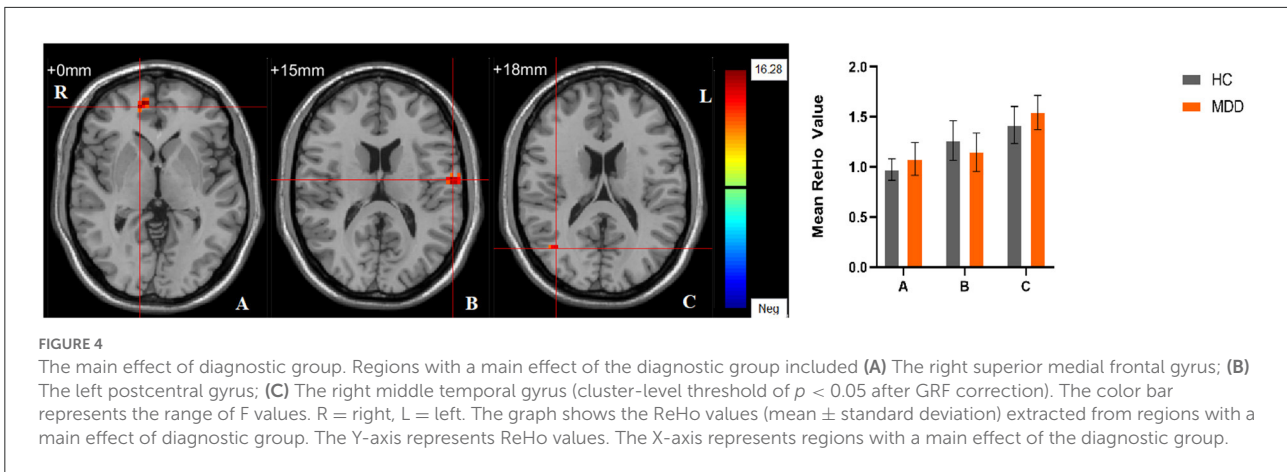 +0mm
+15mm
+18mm
R
L
A
B
C
16.28
Neg
2.0
1.5
1.0
0.5
0.0
Mean ReHo Value
A
B
C
HC
MDD
FIGURE 4
The main effect of diagnostic group. Regions with a main effect of the diagnostic group included (A) The right superior medial frontal gyrus; (B)
The left postcentral gyrus; (C) The right middle temporal gyrus (cluster-level threshold of p < 0.05 after GRF correction). The color bar
represents the range of F values. R = right, L = left. The graph shows the ReHo values (mean ± standard deviation) extracted from regions with a
main effect of diagnostic group. The Y-axis represents ReHo values. The X-axis represents regions with a main effect of the diagnostic group.